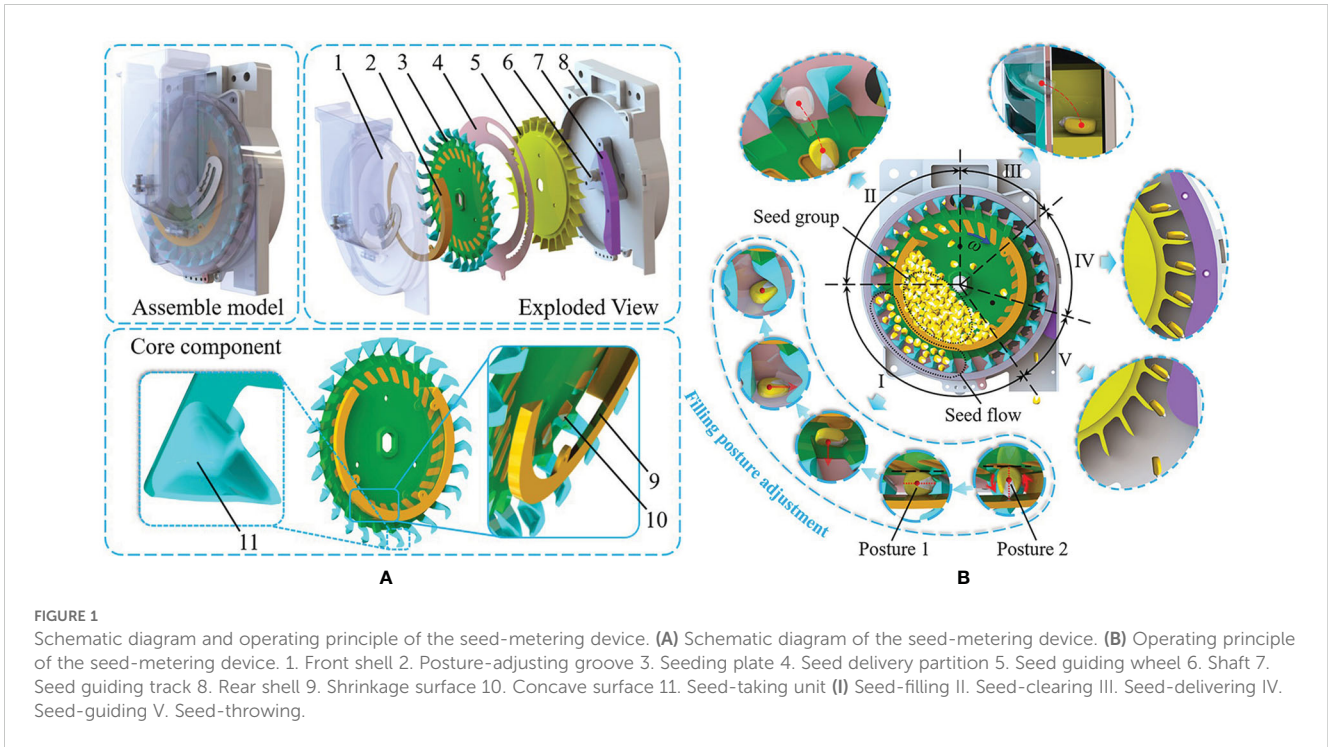 1
2
3
4
5
6
7
8
Assemble model
Exploded View
Core component
11
9
10
A
II
III
Seed group
ω
IV
I
V
Seed flow
Filling posture adjustment
Posture 1
Posture 2
B
FIGURE 1
Schematic diagram and operating principle of the seed-metering device. (A) Schematic diagram of the seed-metering device. (B) Operating principle
of the seed-metering device. 1. Front shell 2. Posture-adjusting groove 3. Seeding plate 4. Seed delivery partition 5. Seed guiding wheel 6. Shaft 7.
Seed guiding track 8. Rear shell 9. Shrinkage surface 10. Concave surface 11. Seed-taking unit (I) Seed-filling II. Seed-clearing III. Seed-delivering IV.
Seed-guiding V. Seed-throwing.